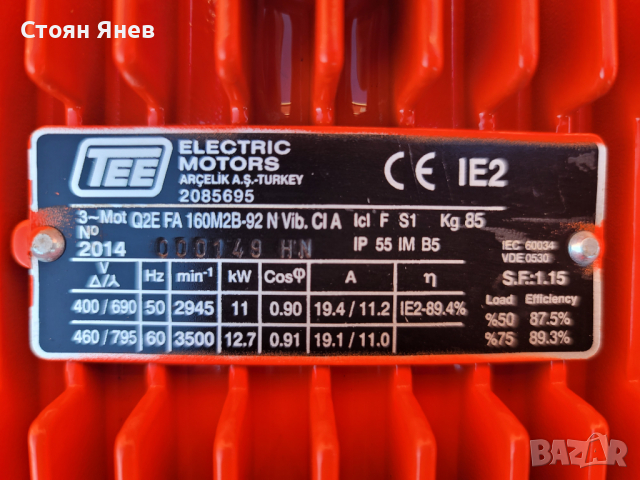 Стоян Янев
TEE ELECTRIC MOTORS
ARÇELİK A.Ş.-TURKEY
2085695
CE IE2
3~Mot Q2E FA 160M2B-92 N Vib. Cl A Icl F S1 Kg 85
Nº
2014 000149 HN IP 55 IM B5
IEC 60034
VDE 0530
V Δ/⅄ Hz min-1 kW Cosφ A η S.F.:1.15
400/690 50 2945 11 0.90 19.4/11.2 IE2-89.4%
460/795 60 3500 12.7 0.91 19.1/11.0
Load Efficiency
%50 87.5%
%75 89.3%
BAZAR